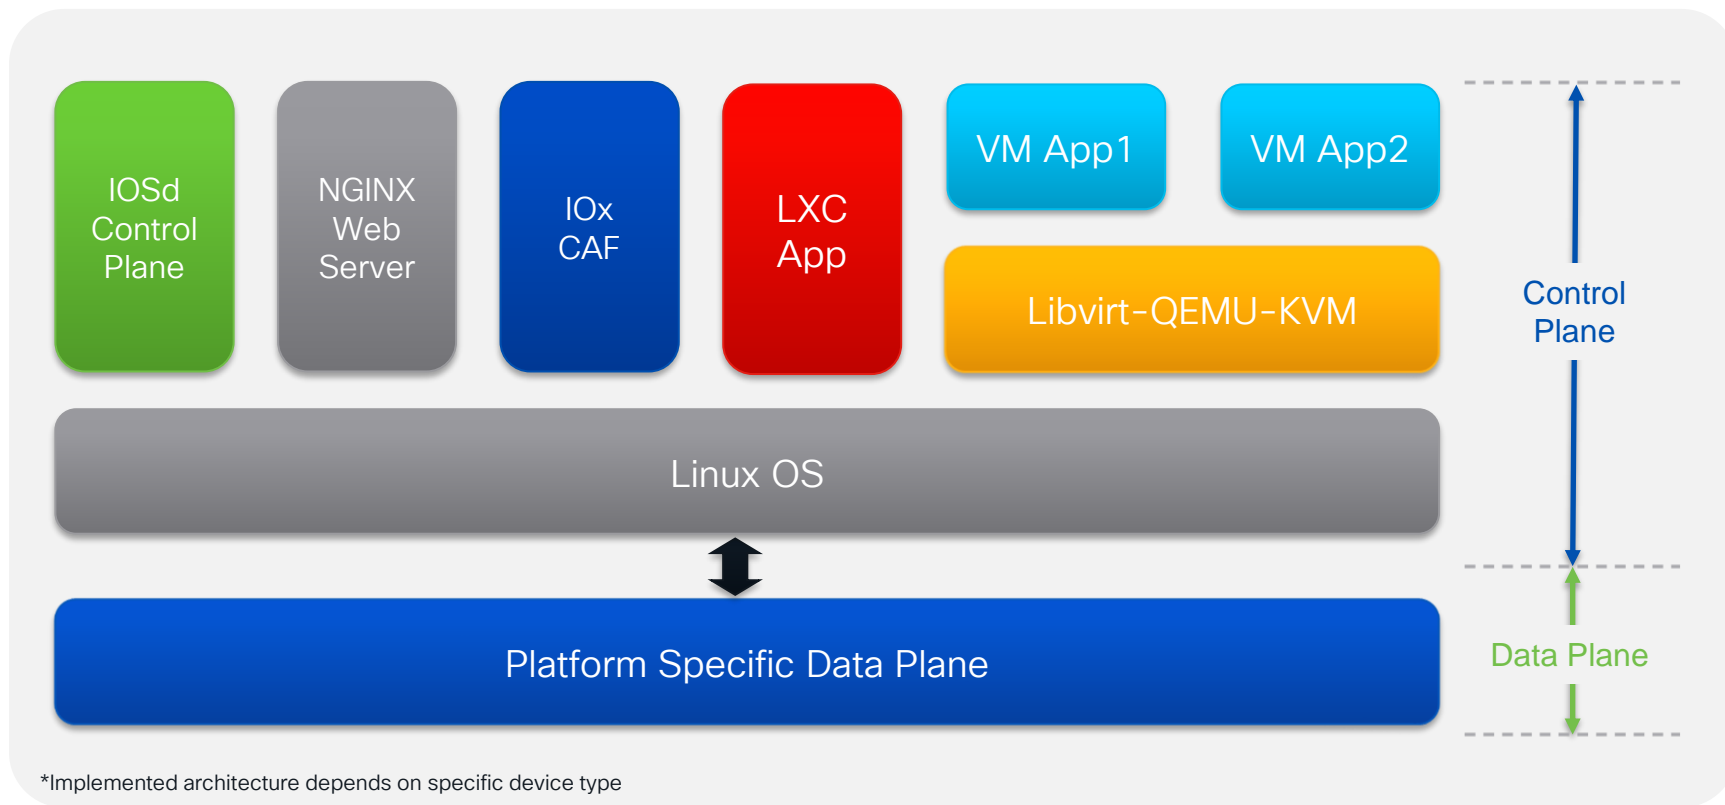 IOSd
Control
Plane
NGINX
Web
Server
IOx
CAF
LXC
App
VM App1
VM App2
Libvirt-QEMU-KVM
Control
Plane
Linux OS
Platform Specific Data Plane
Data Plane
*Implemented architecture depends on specific device type